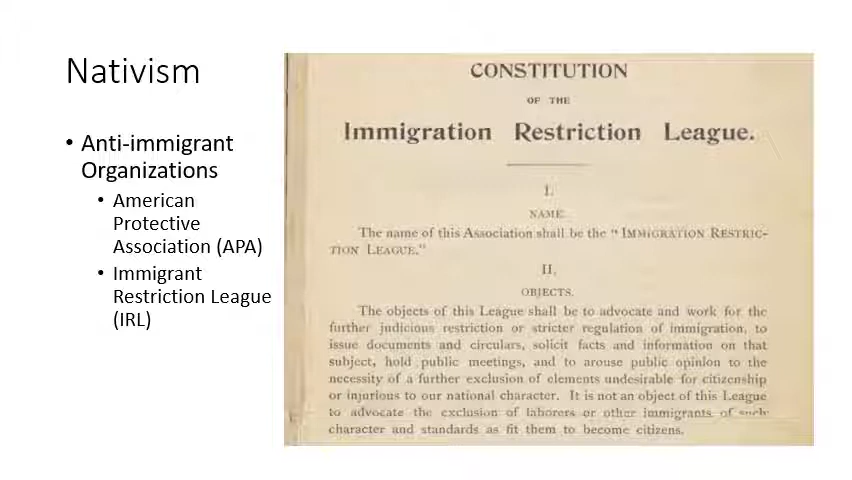 Nativism
• Anti-immigrant
Organizations
• American
Protective
Association (APA)
• Immigrant
Restriction League
(IRL)
CONSTITUTION
OF THE
Immigration Restriction League.
I.
NAME.
The name of this Association shall be the " IMMIGRATION RESTRIC-
TION LEAGUE."
II.
OBJECTS.
The objects of this League shall be to advocate and work for the
further judicious restriction or stricter regulation of immigration, to
issue documents and circulars, solicit facts and information on that
subject, hold public meetings, and to arouse public opinion to the
necessity of a further exclusion of elements undesirable for citizenship
or injurious to our national character. It is not an object of this League
to advocate the exclusion of laborers or other immigrants of such
character and standards as fit them to become citizens.